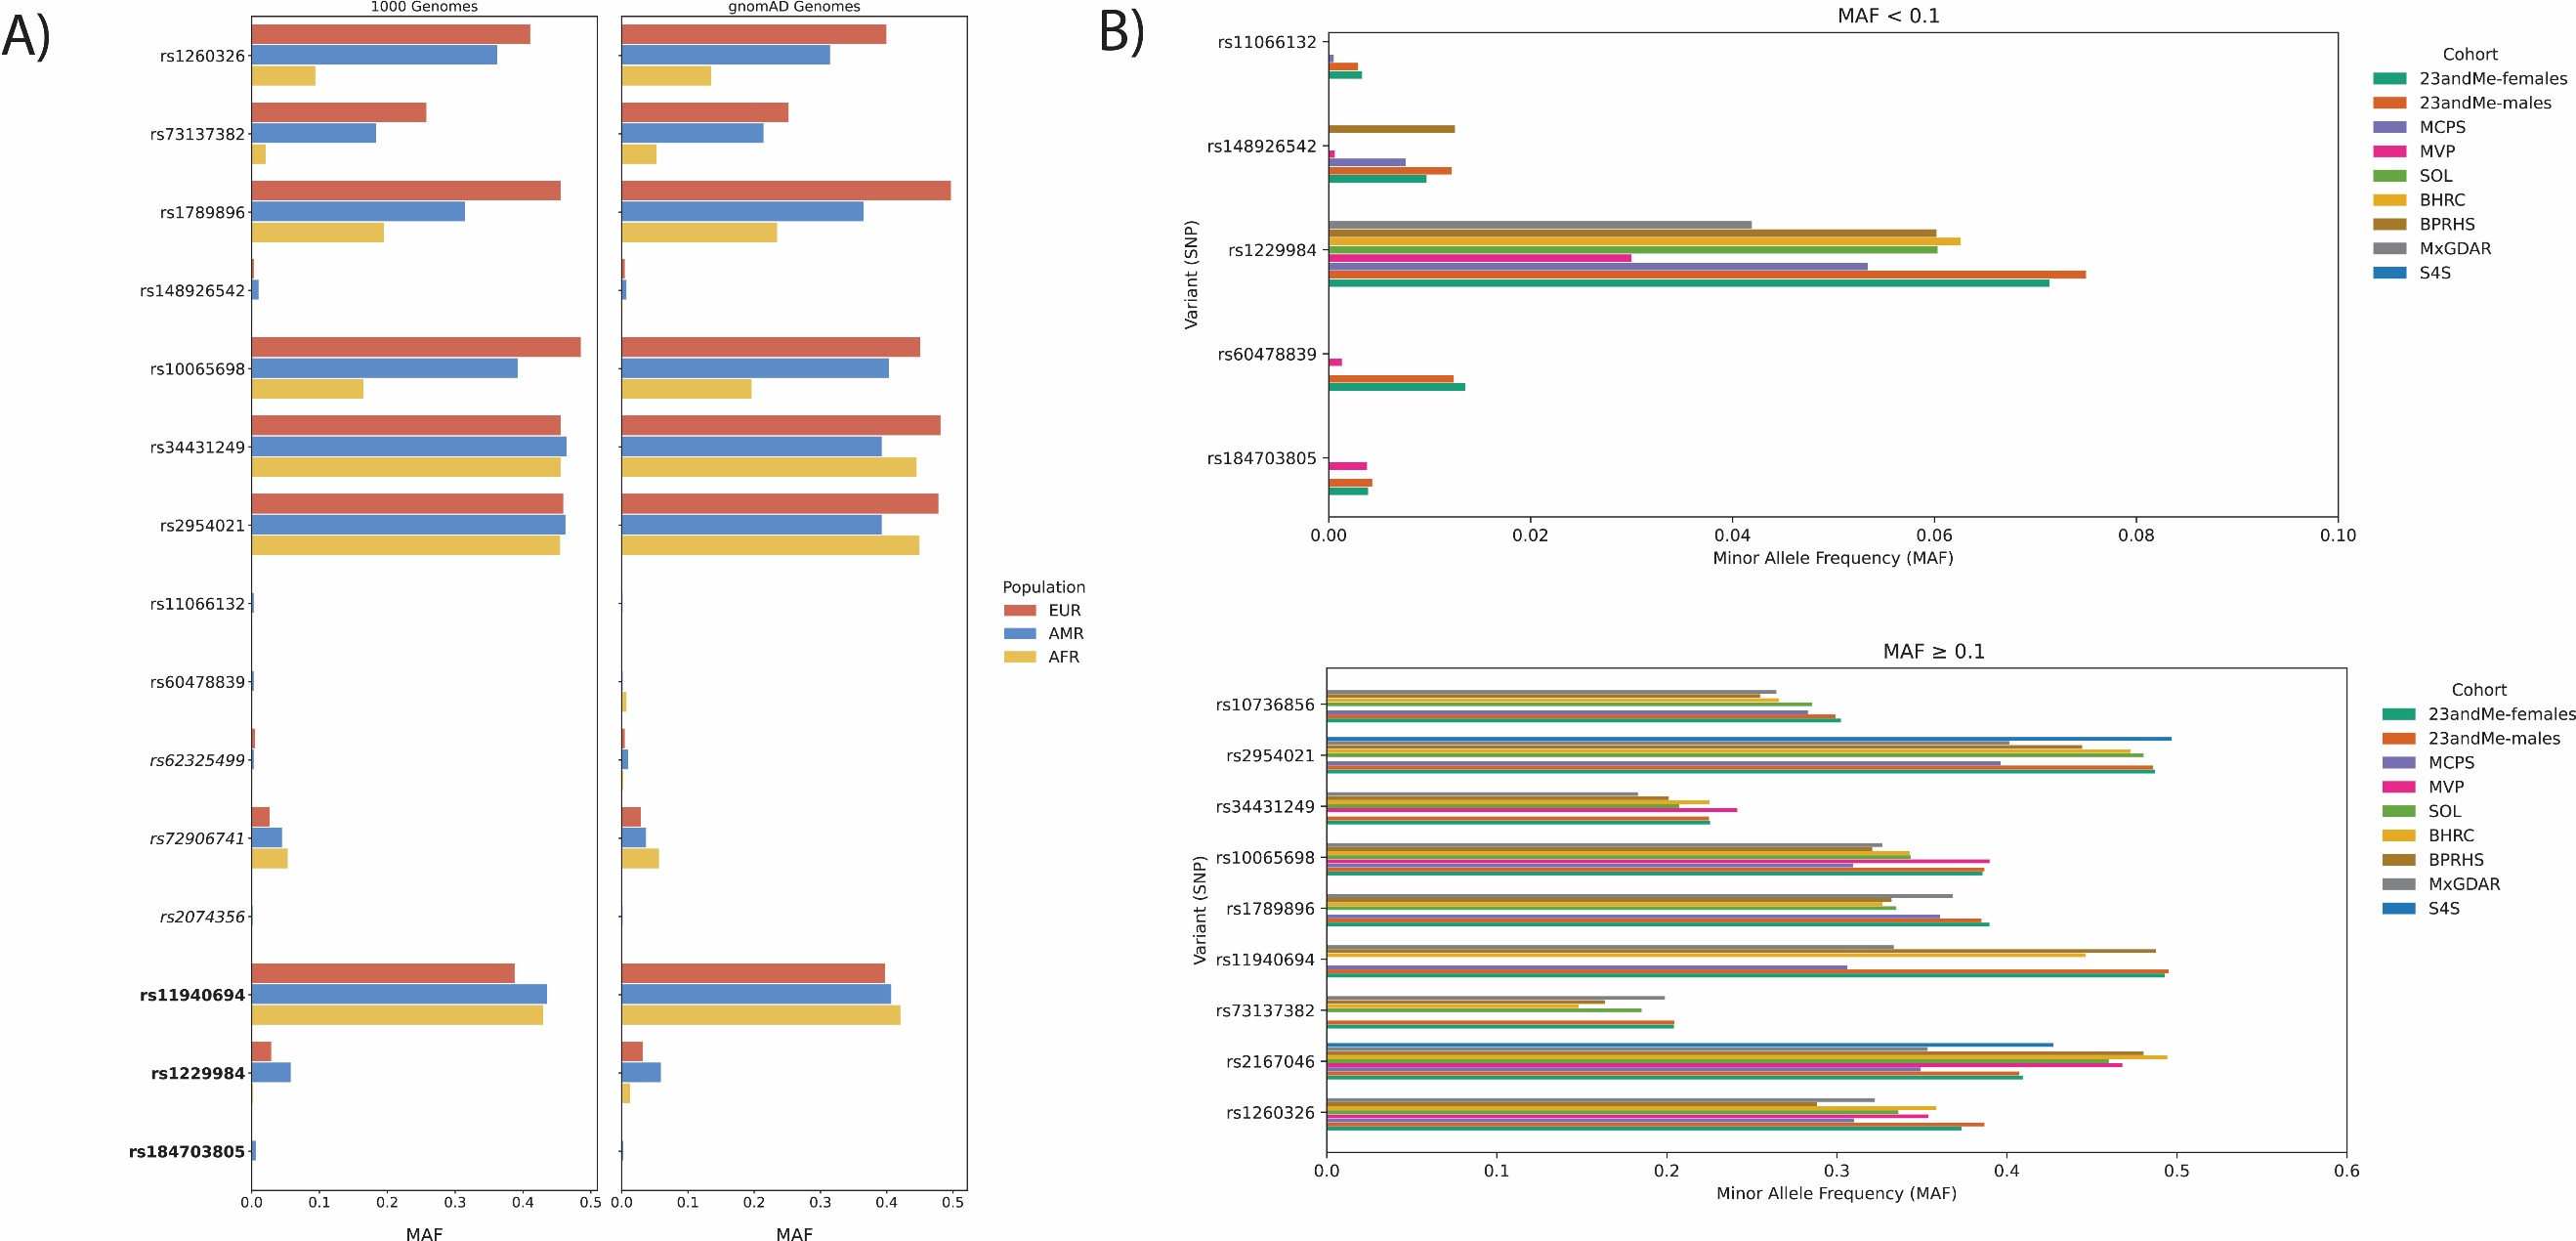 A)
1000 Genomes
gnomAD Genomes
rs1260326
rs73137382
rs1789896
rs148926542
rs10065698
rs34431249
rs2954021
rs11066132
rs60478839
rs62325499
rs72906741
rs2074356
rs11940694
rs1229984
rs184703805
0.0 0.1 0.2 0.3 0.4 0.5
0.0 0.1 0.2 0.3 0.4 0.5
MAF
MAF
Population
EUR
AMR
AFR
B)
MAF < 0.1
Variant (SNP)
rs11066132
rs148926542
rs1229984
rs60478839
rs184703805
0.00 0.02 0.04 0.06 0.08 0.10
Minor Allele Frequency (MAF)
Cohort
23andMe-females
23andMe-males
MCPS
MVP
SOL
BHRC
BPRHS
MxGDAR
S4S
MAF ≥ 0.1
Variant (SNP)
rs10736856
rs2954021
rs34431249
rs10065698
rs1789896
rs11940694
rs73137382
rs2167046
rs1260326
0.0 0.1 0.2 0.3 0.4 0.5 0.6
Minor Allele Frequency (MAF)
Cohort
23andMe-females
23andMe-males
MCPS
MVP
SOL
BHRC
BPRHS
MxGDAR
S4S